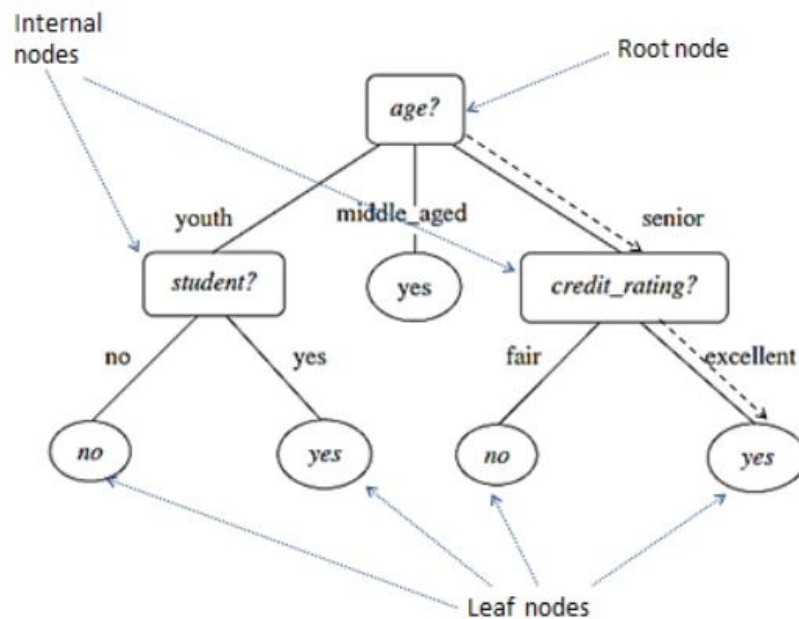 Internal
nodes
Root node
age?
youth
middle_aged
senior
student?
yes
credit_rating?
no
yes
fair
excellent
no
yes
no
yes
Leaf nodes